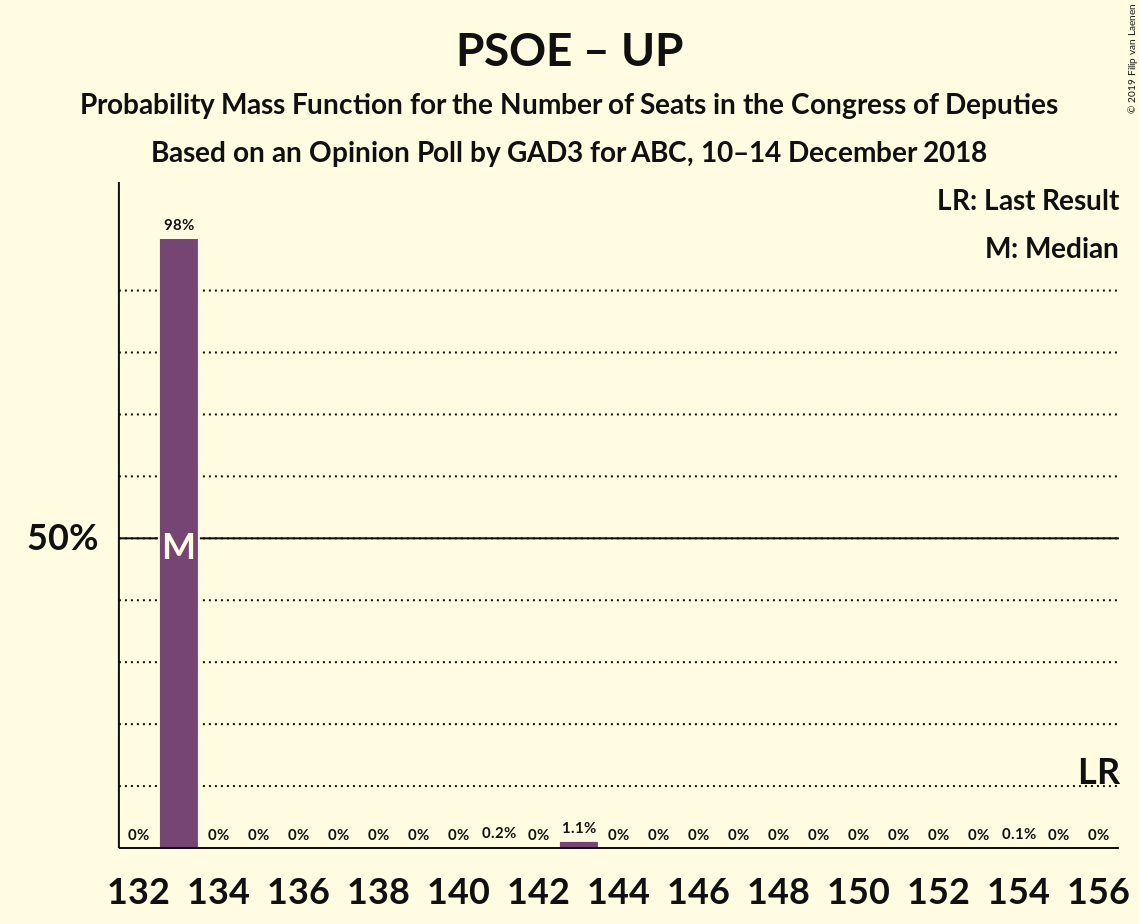 PSOE – UP
Probability Mass Function for the Number of Seats in the Congress of Deputies
Based on an Opinion Poll by GAD3 for ABC, 10–14 December 2018
© 2019 Filip van Laenen
LR: Last Result
M: Median
98%
50%
M
LR
0% 0% 0% 0% 0% 0% 0% 0% 0.2% 0% 1.1% 0% 0% 0% 0% 0% 0% 0% 0% 0% 0% 0.1% 0% 0%
132 134 136 138 140 142 144 146 148 150 152 154 156